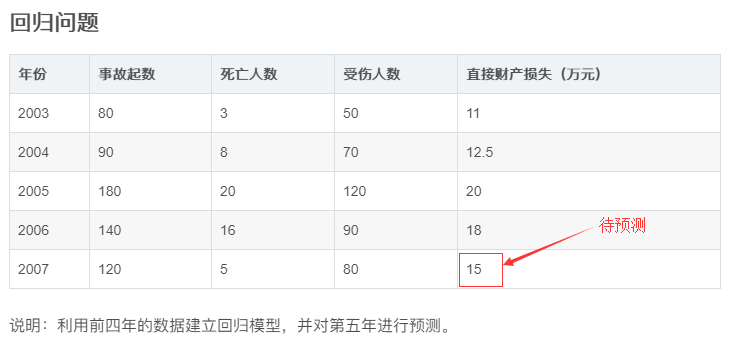 回归问题
年份 事故起数 死亡人数 受伤人数 直接财产损失（万元）
2003 80 3 50 11
2004 90 8 70 12.5
2005 180 20 120 20
2006 140 16 90 18
待预测
2007 120 5 80 15
说明：利用前四年的数据建立回归模型，并对第五年进行预测。